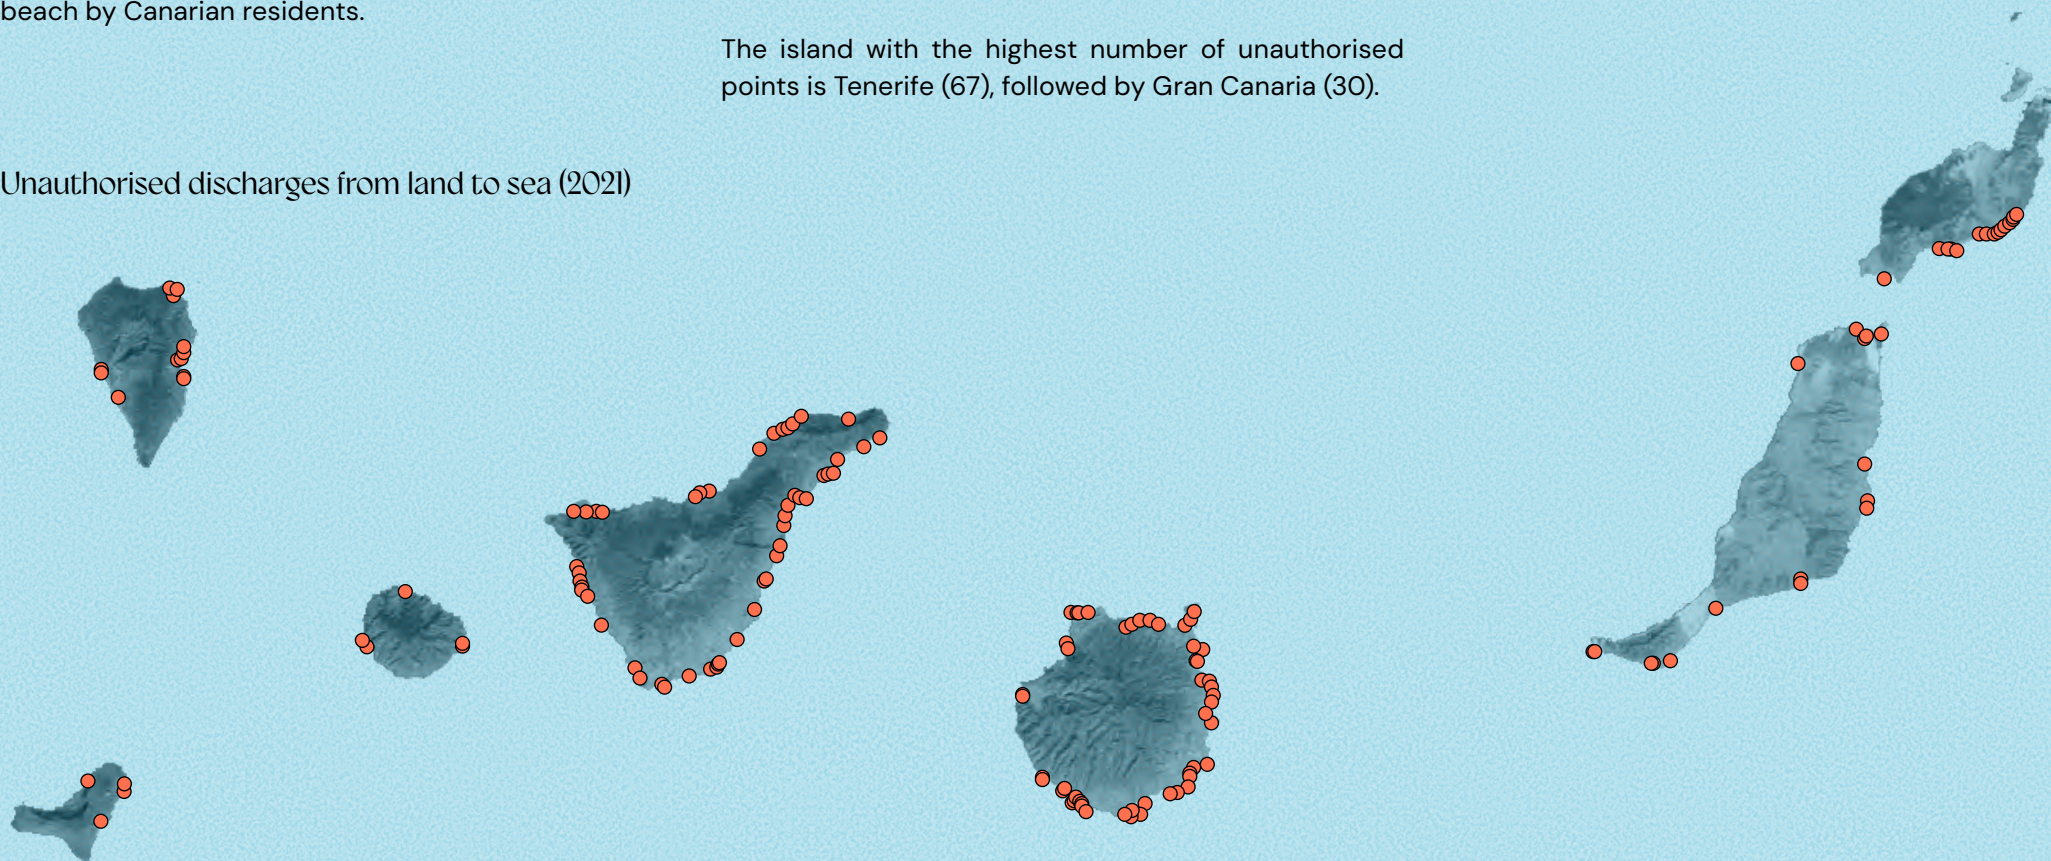 beach by Canarian residents.
The island with the highest number of unauthorised
points is Tenerife (67), followed by Gran Canaria (30).
Unauthorised discharges from land to sea (2021)